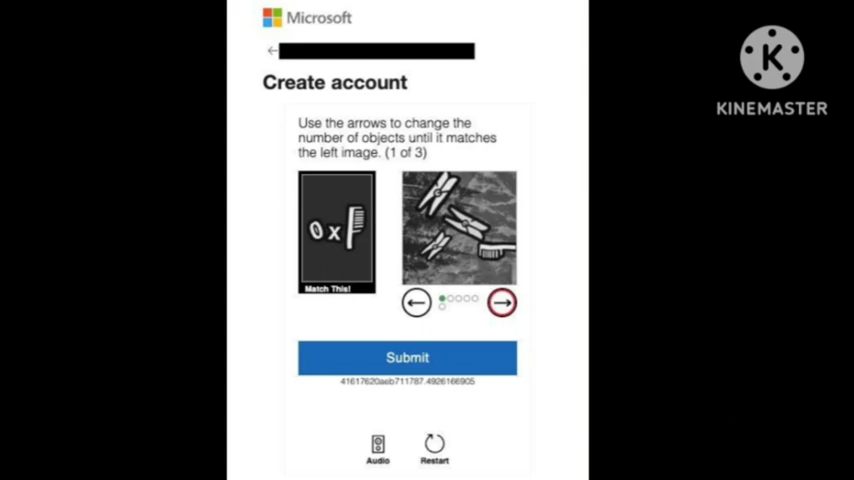 Microsoft
Create account
Use the arrows to change the
number of objects until it matches
the left image. (1 of 3)
0 x
Match This!
Submit
41617620aeb711787.4926166905
Audio
Restart
K
KINEMASTER